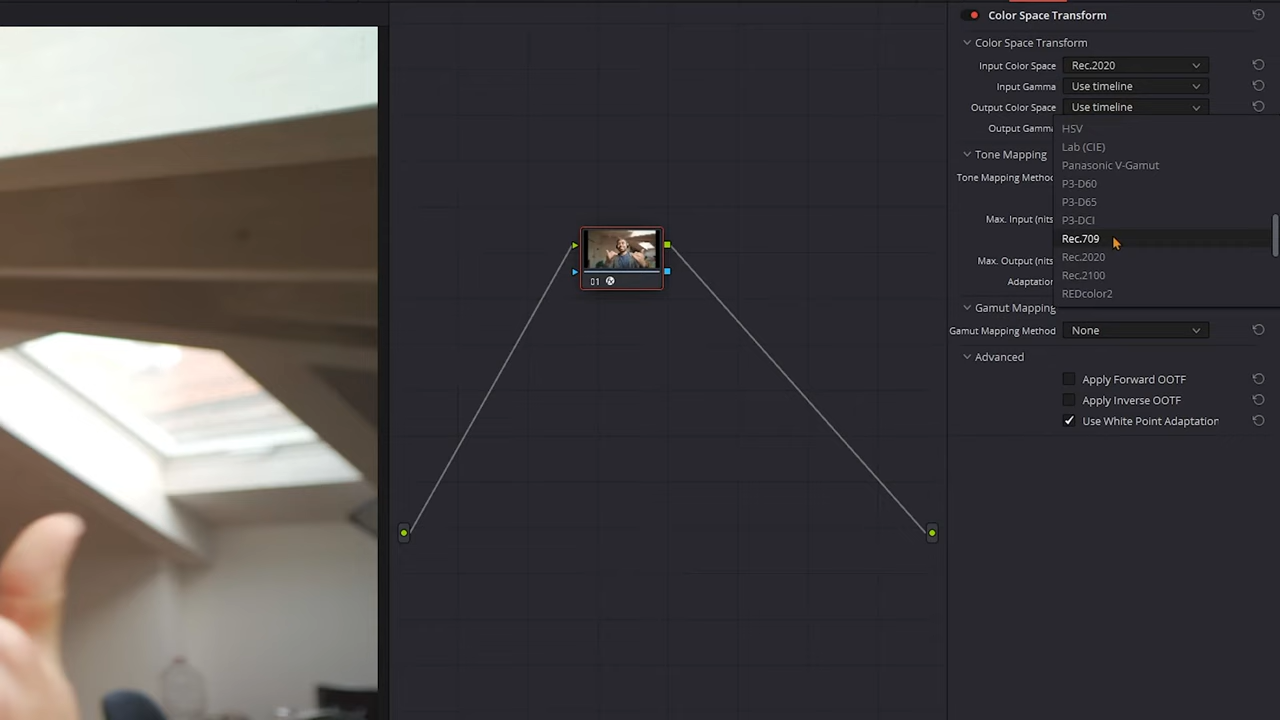 Color Space Transform
Color Space Transform
Input Color Space Rec.2020
Input Gamma Use timeline
Output Color Space Use timeline
Output Gamma
HSV
Lab (CIE)
Panasonic V-Gamut
P3-D60
P3-D65
P3-DCI
Rec.709
Rec.2020
Rec.2100
REDcolor2
Tone Mapping
Tone Mapping Method
Max. Input (nits
Max. Output (nits
Adaptation
Gamut Mapping
Gamut Mapping Method None
Advanced
Apply Forward OOTF
Apply Inverse OOTF
Use White Point Adaptation
01